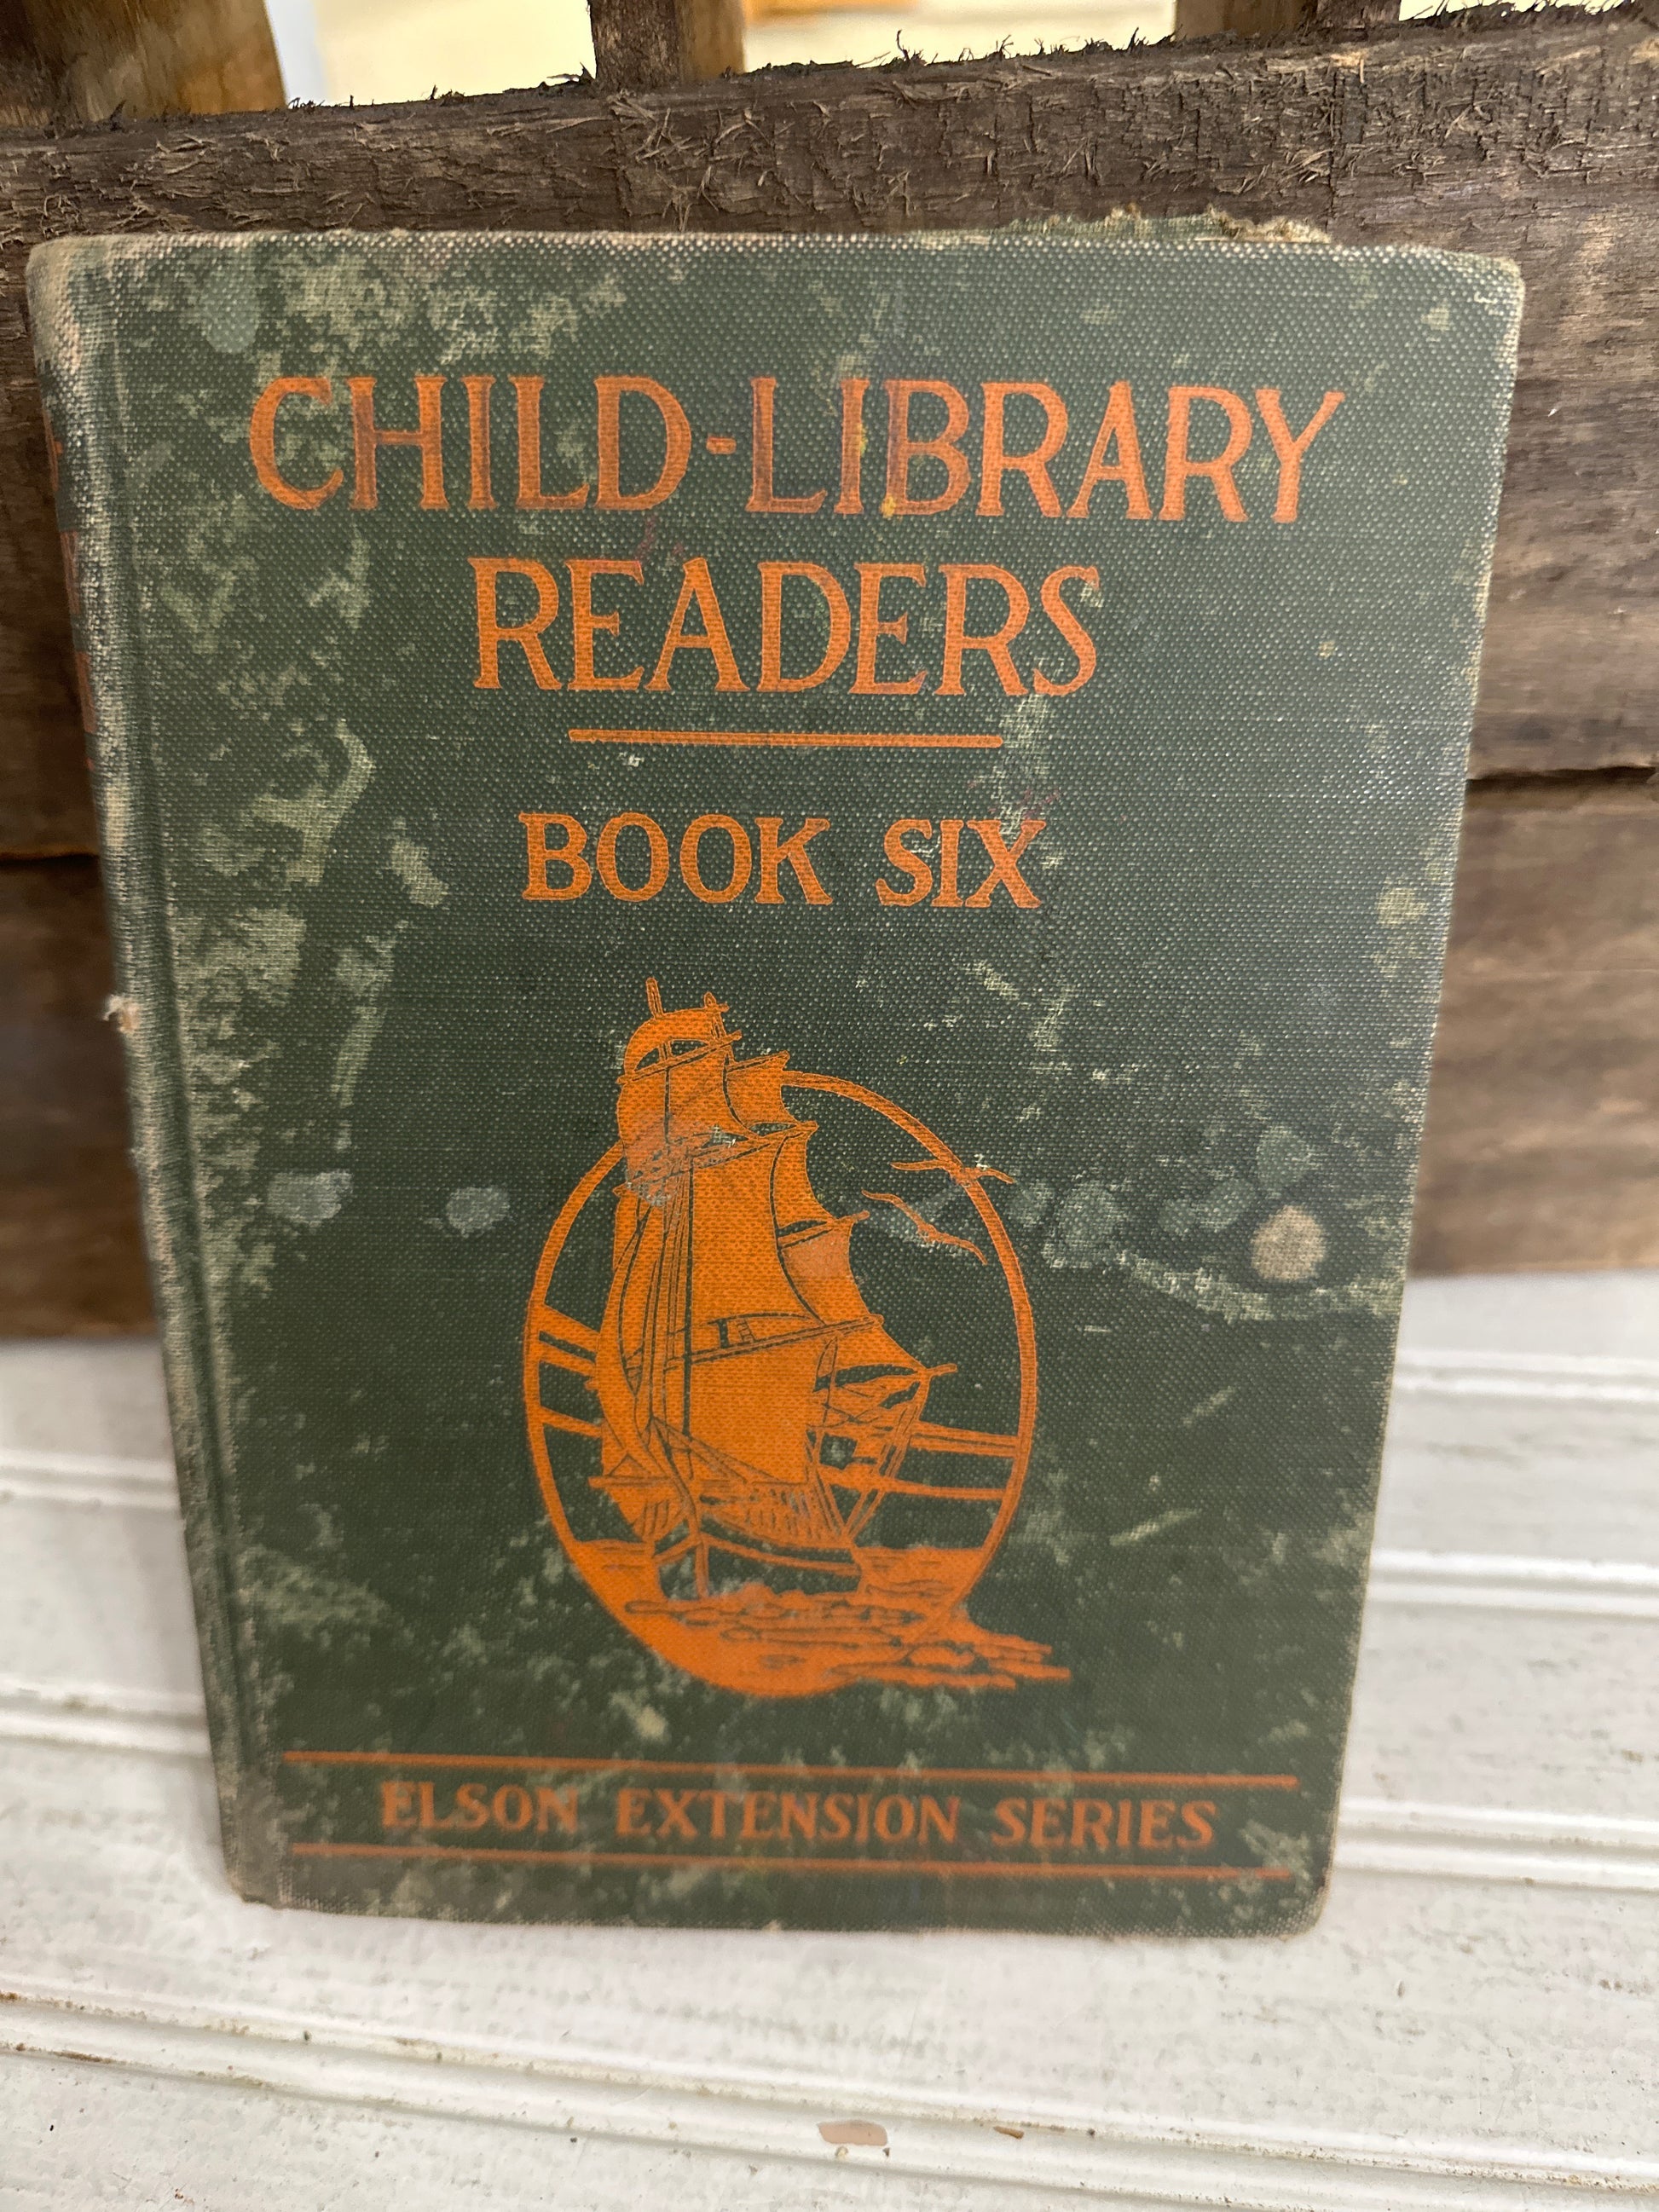 CHILD-LIBRARY
READERS
BOOK SIX
ELSON EXTENSION SERIES